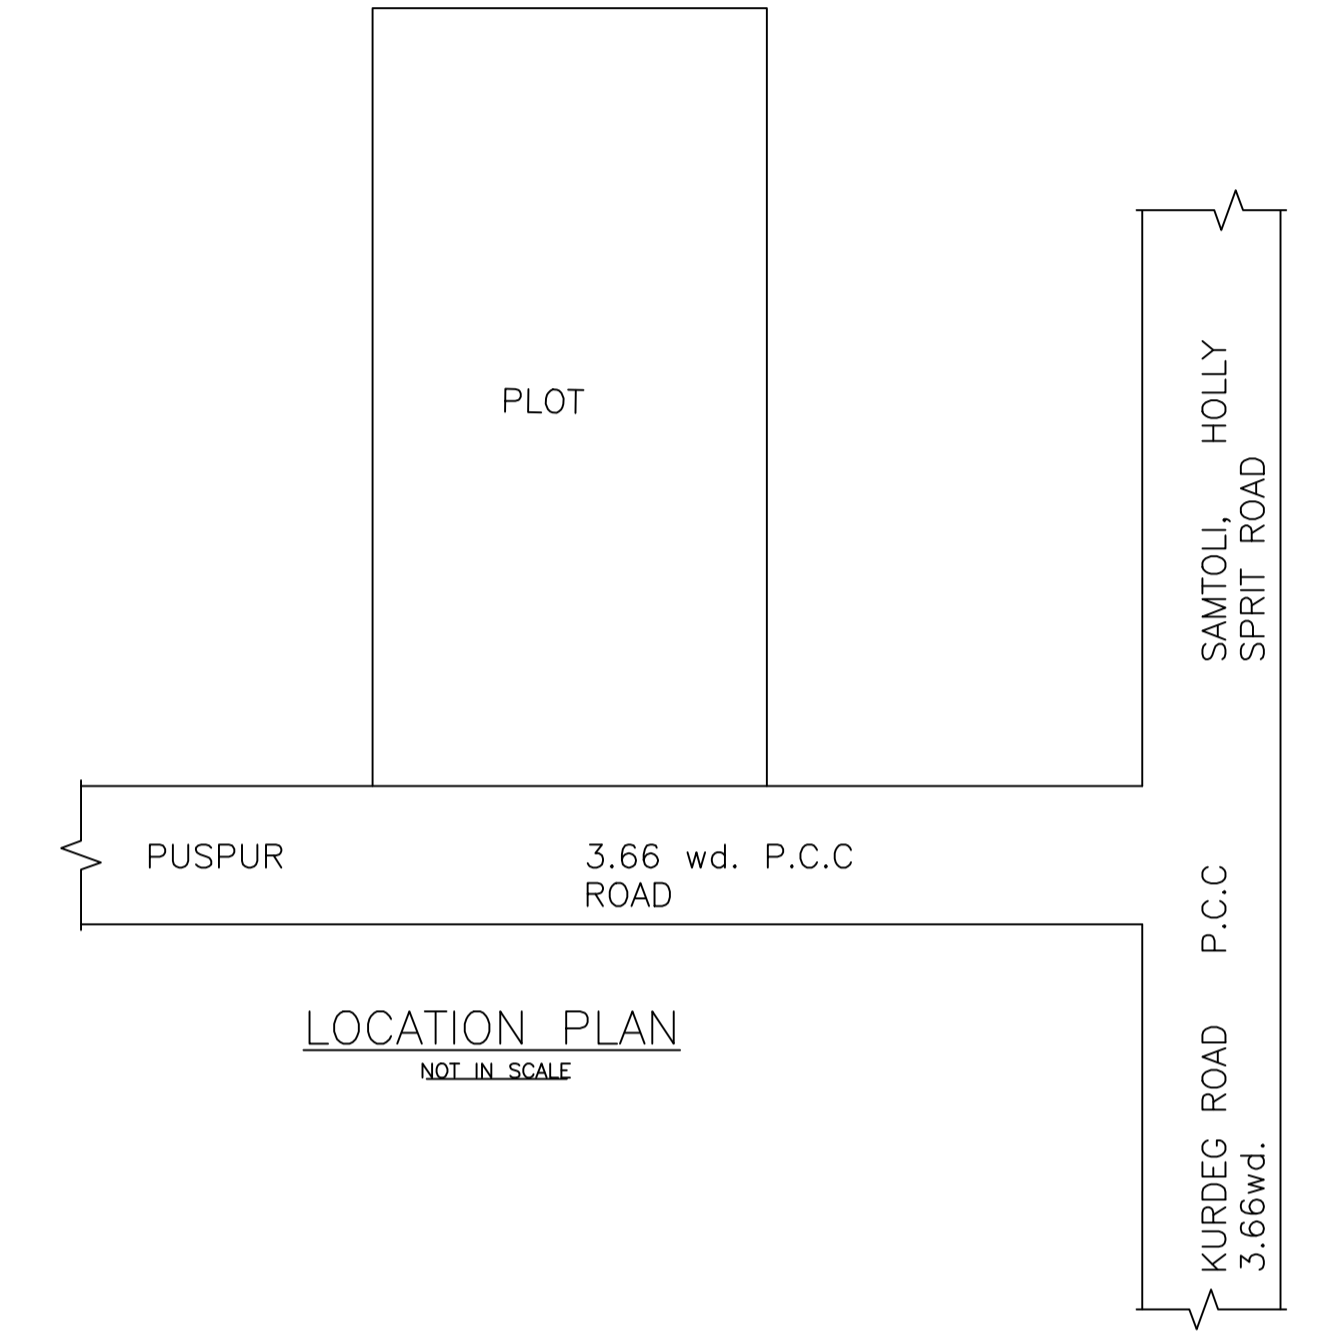 PLOT
PUSPUR
3.66 wd. P.C.C
ROAD
LOCATION PLAN
NOT IN SCALE
SAMTOLI, HOLLY
SPRIT ROAD
KURDEG ROAD P.C.C
3.66wd.